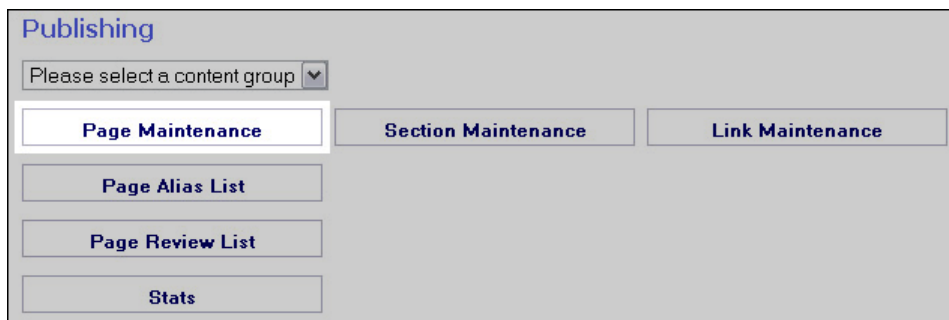 Publishing
Please select a content group
Page Maintenance
Section Maintenance
Link Maintenance
Page Alias List
Page Review List
Stats